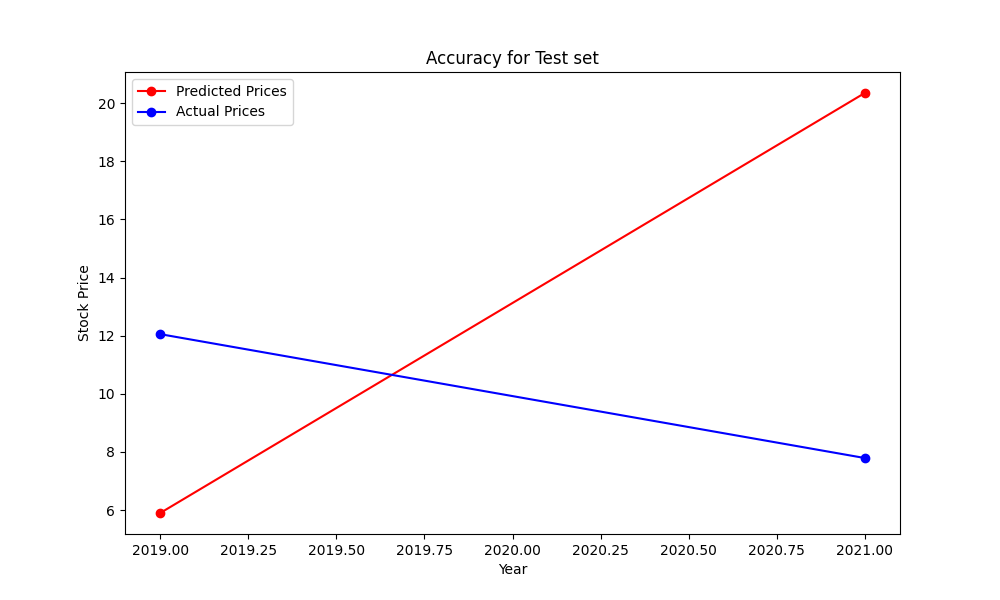 Accuracy for Test set
Predicted Prices
Actual Prices
Stock Price
20
18
16
14
12
10
8
6
2019.00 2019.25 2019.50 2019.75 2020.00 2020.25 2020.50 2020.75 2021.00
Year